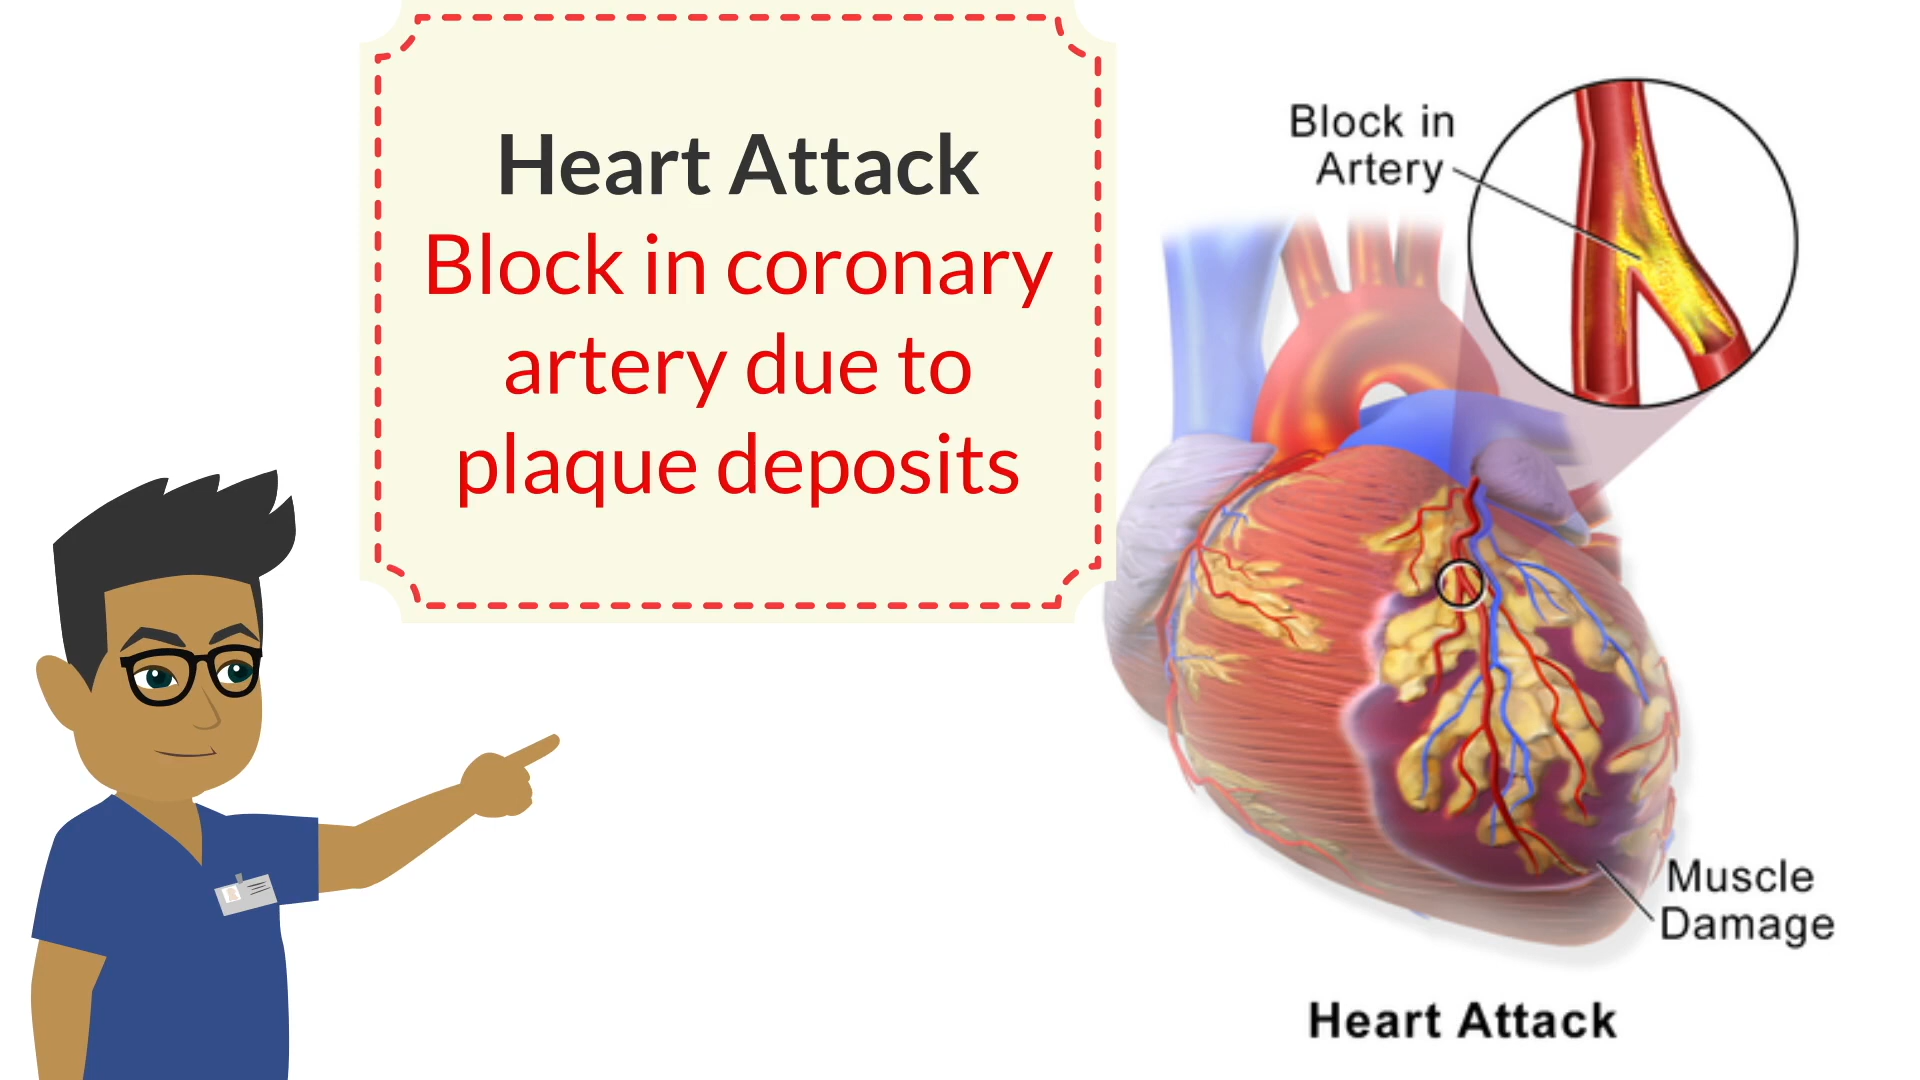 Heart Attack
Block in coronary
artery due to
plaque deposits
Block in
Artery
Muscle
Damage
Heart Attack